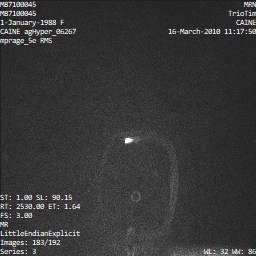 M87100045
MRN
M87100045
TrioTim
1-January-1988 F
CAINE
CAINE agHyper_06267
16-March-2010 11:17:50
mprage_5e RMS
ST: 1.00 SL: 90.15
RT: 2530.00 ET: 1.64
FS: 3.00
MR
LittleEndianExplicit
Images: 183/192
Series: 3
WL: 32 WW: 86